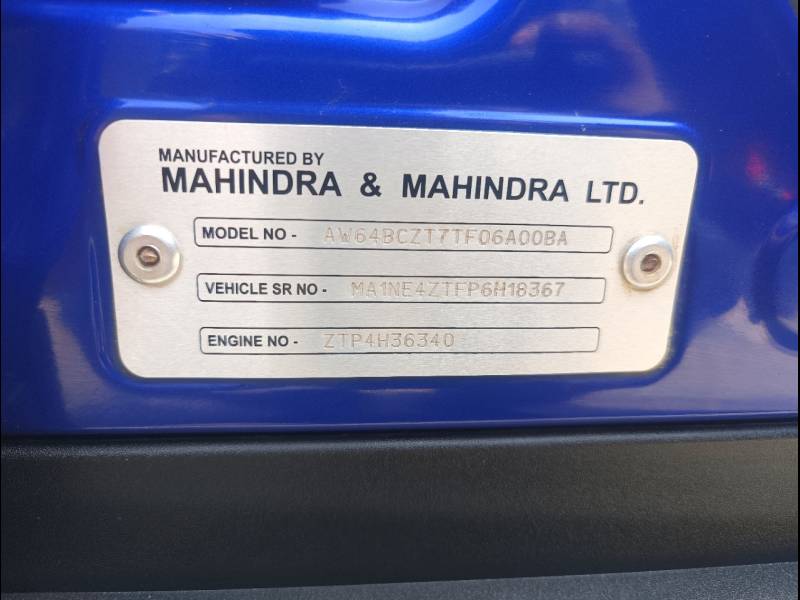 MANUFACTURED BY
MAHINDRA & MAHINDRA LTD.
MODEL NO - AW64BCZT7TF06A00BA
VEHICLE SR NO - MA1NE4ZTFP6H18367
ENGINE NO - ZTP4H36340